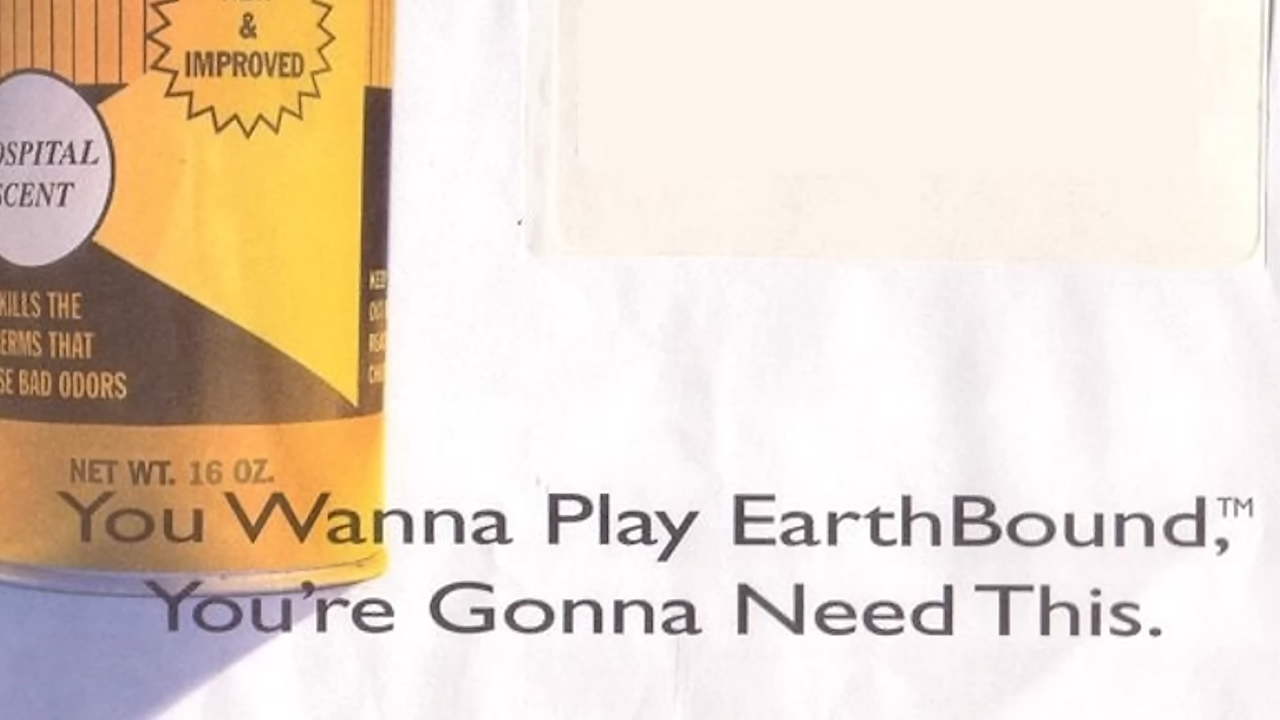 &
IMPROVED
OSPITAL
SCENT
KILLS THE
ERMS THAT
SE BAD ODORS
NET WT. 16 OZ.
You Wanna Play EarthBound,™
You're Gonna Need This.